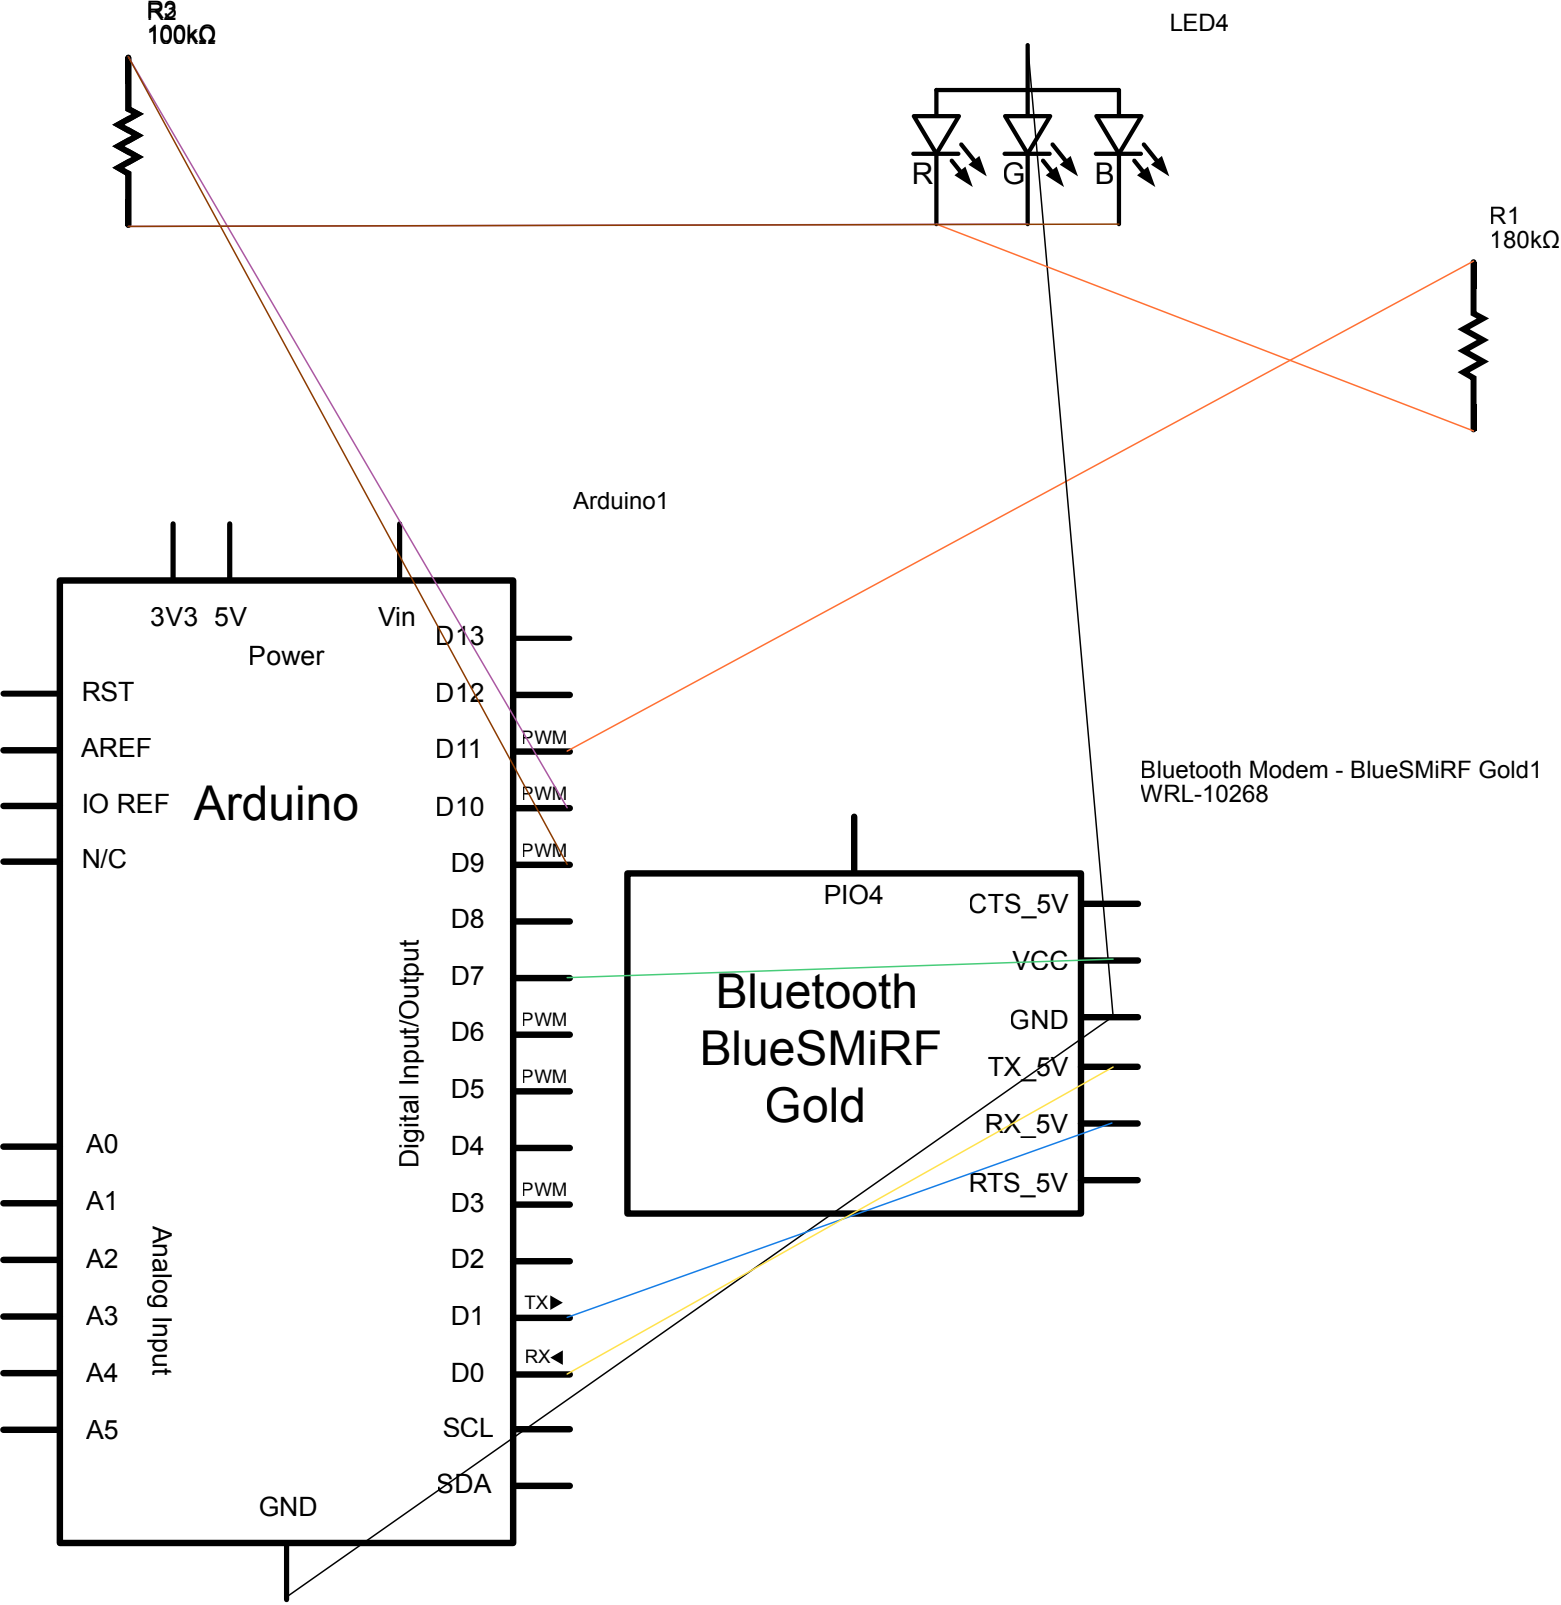 100kΩ
LED4
R1
180kΩ
Arduino1
3V3 5V Vin
Power
D13
RST
D12
PWM
AREF
D11
PWM
IO REF
Arduino
D10
PWM
N/C
D9
D8
D7
PWM
D6
PWM
D5
A0
D4
PWM
A1
D3
A2
D2
TX
A3
D1
RX
A4
D0
A5
SCL
SDA
GND
Digital Input/Output
Analog Input
R
G
B
Bluetooth Modem - BlueSMiRF Gold1
WRL-10268
PIO4
CTS_5V
VCC
Bluetooth
BlueSMiRF
Gold
GND
TX_5V
RX_5V
RTS_5V